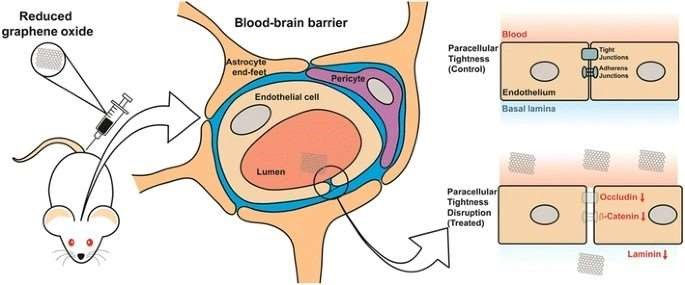 Reduced
graphene oxide
Blood-brain barrier
Astrocyte
end-feet
Pericyte
Endothelial cell
Lumen
Paracellular
Tightness
(Control)
Blood
Tight
Junctions
Adherens
Junctions
Endothelium
Basal lamina
Paracellular
Tightness
Disruption
(Treated)
Occludin ↓
β-Catenin ↓
Laminin ↓